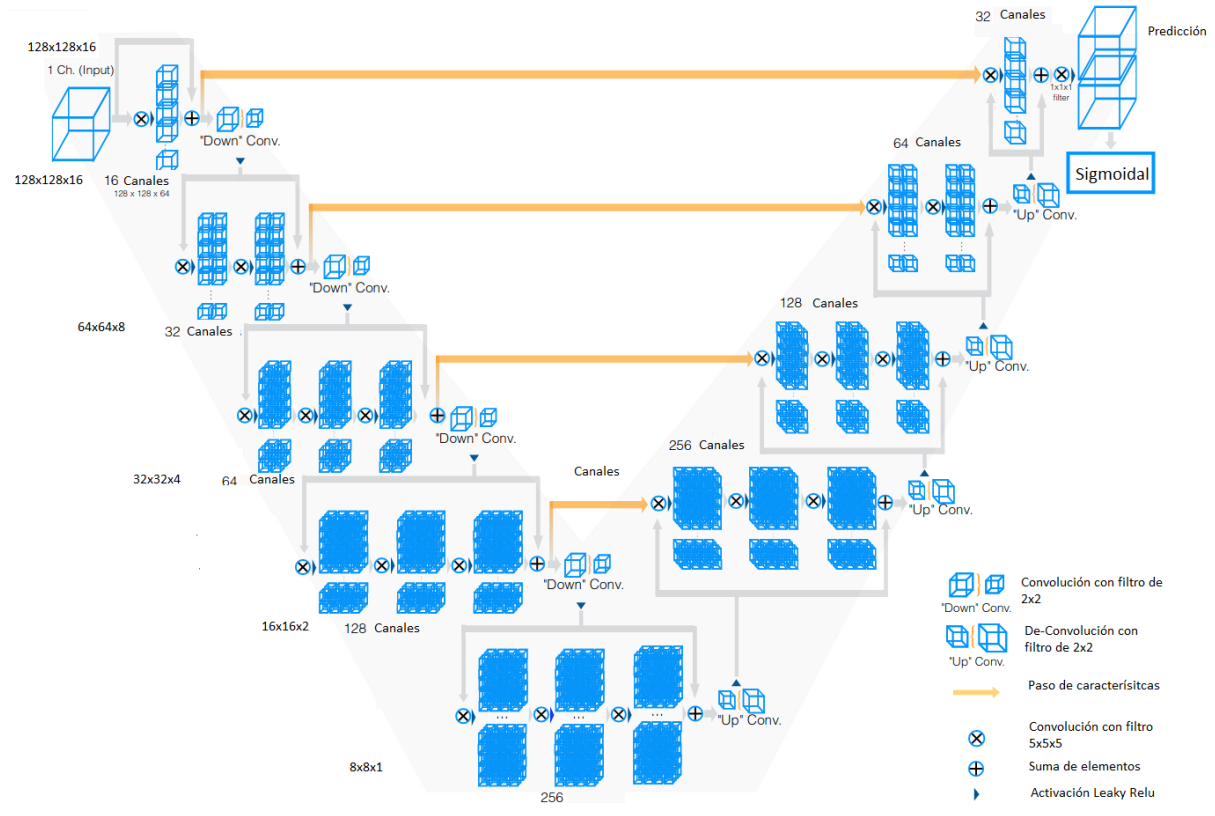 32 Canales
Predicción
128x128x16
1 Ch. (Input)
1x1x1
filter
"Down" Conv.
64 Canales
Sigmoidal
128x128x16
16 Canales
128 x 128 x 64
"Up" Conv.
"Down" Conv.
128 Canales
64x64x8
32 Canales
"Up" Conv.
"Down" Conv.
256 Canales
Canales
32x32x4
64 Canales
"Up" Conv.
"Down" Conv.
Convolución con filtro de
2x2
"Down" Conv.
16x16x2
128 Canales
De-Convolución con
filtro de 2x2
"Up" Conv.
Paso de caracterísitcas
"Up" Conv.
... ... ...
Convolución con filtro
5x5x5
8x8x1
Suma de elementos
Activación Leaky Relu
256